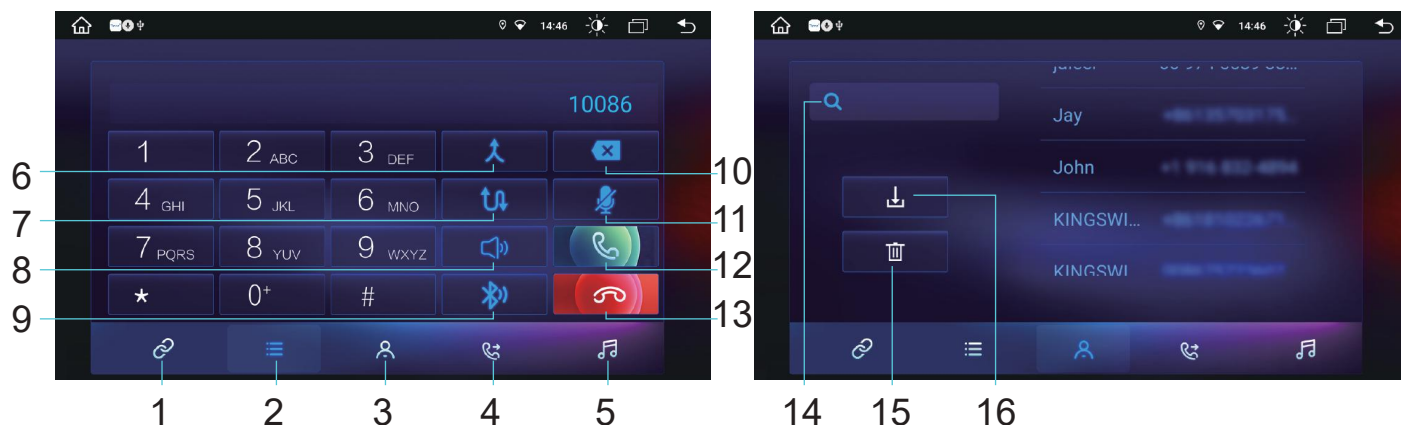 14:46
10086
1
2 ABC
3 DEF
6
10
4 GHI
5 JKL
6 MNO
7
11
7 PQRS
8 YUV
9 WXYZ
8
12
*
0+
#
9
13
1
2
3
4
5
14:46
Jay
John
KINGSWI...
KINGSWI
14
15
16